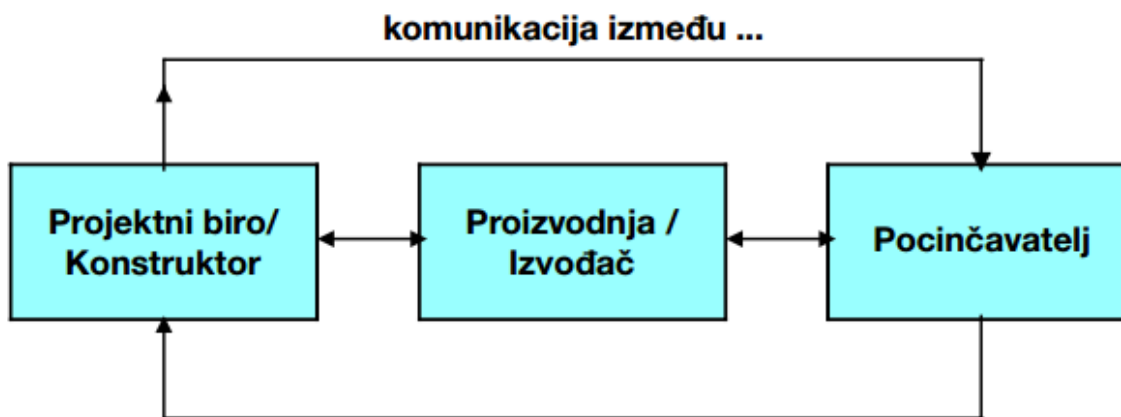 komunikacija između ...
Projektni biro/
Konstruktor
Proizvodnja /
Izvođač
Pocinčavatelj